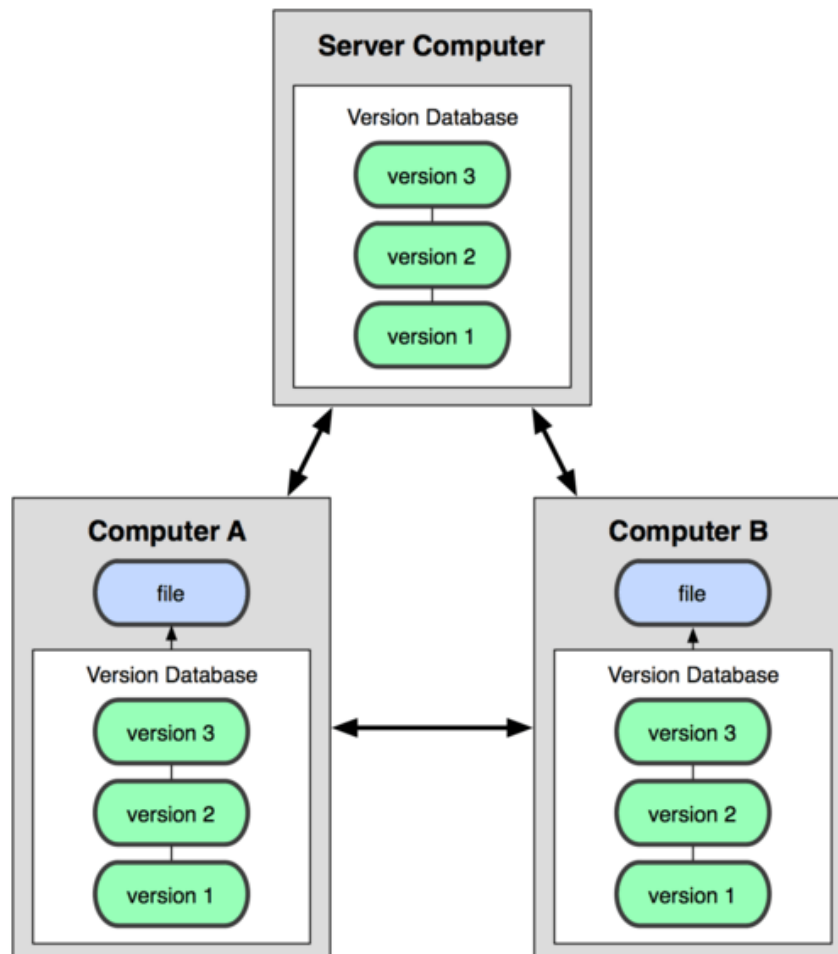 Server Computer
Version Database
version 3
version 2
version 1
Computer A
file
Version Database
version 3
version 2
version 1
Computer B
file
Version Database
version 3
version 2
version 1